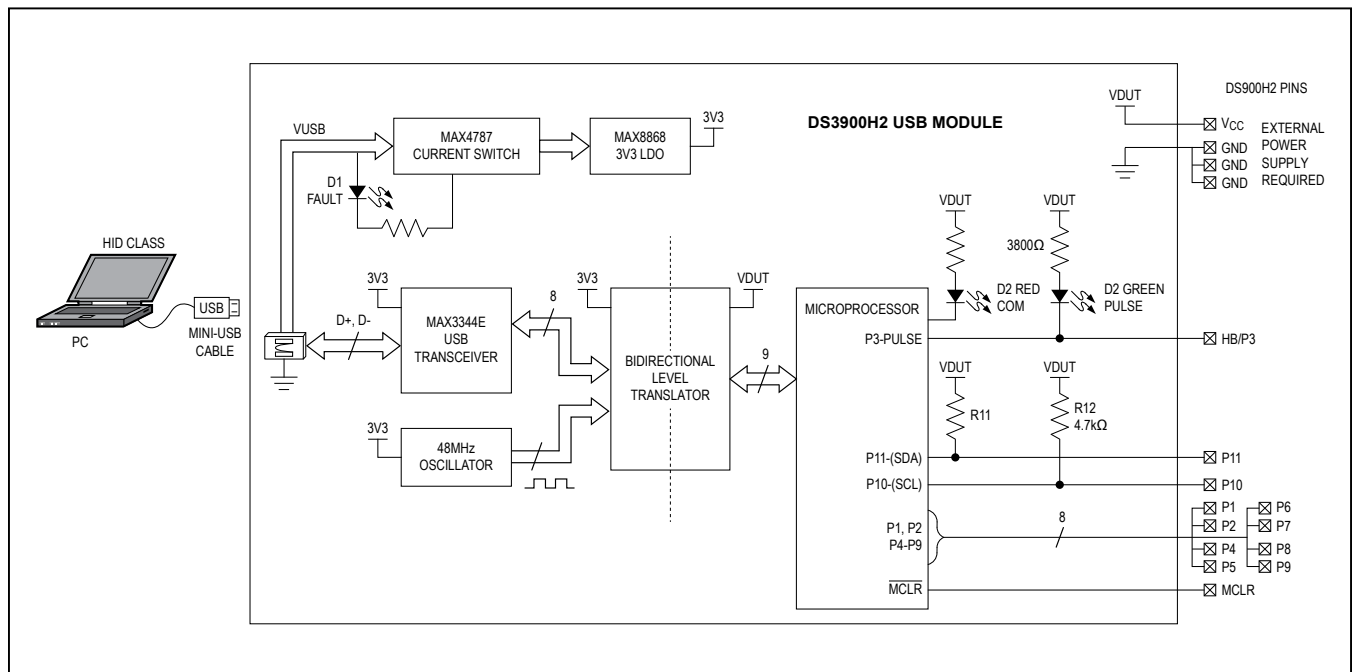 DS3900H2 USB MODULE
DS900H2 PINS
VDUT
VCC
GND
GND
GND
EXTERNAL
POWER
SUPPLY
REQUIRED
VUSB
MAX4787
CURRENT SWITCH
MAX8868
3V3 LDO
3V3
D1
FAULT
HID CLASS
PC
USB
MINI-USB
CABLE
D+, D-
3V3
MAX3344E
USB
TRANSCEIVER
8
3V3
48MHz
OSCILLATOR
3V3
VDUT
BIDIRECTIONAL
LEVEL
TRANSLATOR
9
MICROPROCESSOR
VDUT
D2 RED
COM
VDUT
3800Ω
D2 GREEN
PULSE
P3-PULSE
HB/P3
VDUT
R11
VDUT
R12
4.7kΩ
P11-(SDA)
P11
P10-(SCL)
P10
P1, P2
P4-P9
8
P1
P2
P4
P5
P6
P7
P8
P9
MCLR
MCLR